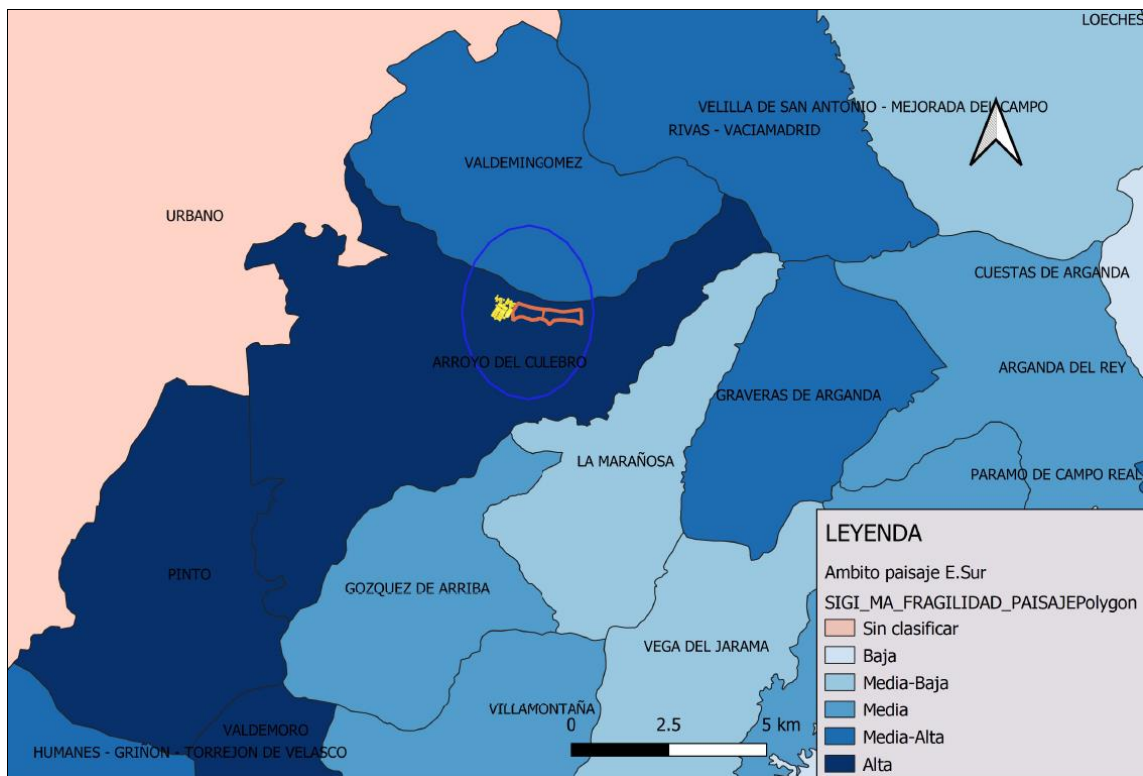 LOECHES
VELILLA DE SAN ANTONIO - MEJORADA DEL CAMPO
RIVAS - VACIAMADRID
VALDEMINGOMEZ
URBANO
CUESTAS DE ARGANDA
ARROYO DEL CULEBRO
ARGANDA DEL REY
GRAVERAS DE ARGANDA
LA MARAÑOSA
PARAMO DE CAMPO REAL
PINTO
GOZQUEZ DE ARRIBA
VEGA DEL JARAMA
VILLAMONTAÑA
VALDEMORO
HUMANES - GRIÑON - TORREJON DE VELASCO
0 2.5 5 km
LEYENDA
Ambito paisaje E.Sur
SIGI_MA_FRAGILIDAD_PAISAJEPolygon
Sin clasificar
Baja
Media-Baja
Media
Media-Alta
Alta